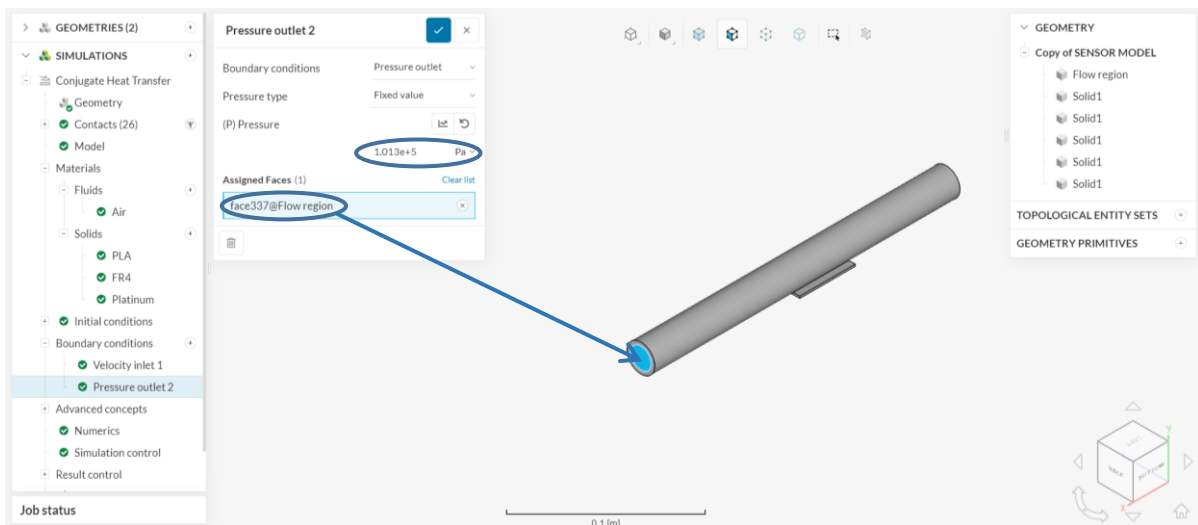 GEOMETRIES (2)
SIMULATIONS
Conjugate Heat Transfer
Geometry
Contacts (26)
Model
Materials
Fluids
Air
Solids
PLA
FR4
Platinum
Initial conditions
Boundary conditions
Velocity inlet 1
Pressure outlet 2
Advanced concepts
Numerics
Simulation control
Result control
Job status
Pressure outlet 2
Boundary conditions Pressure outlet
Pressure type Fixed value
(P) Pressure
1.013e+5 Pa
Assigned Faces (1) Clear list
face337@Flow region
0.1 [m]
GEOMETRY
Copy of SENSOR MODEL
Flow region
Solid1
Solid1
Solid1
Solid1
Solid1
TOPOLOGICAL ENTITY SETS
GEOMETRY PRIMITIVES
Y
LEFT
BACK
BOTTOM
X